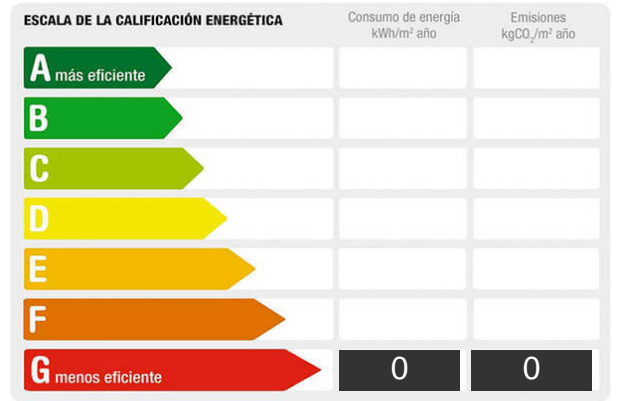 ESCALA DE LA CALIFICACIÓN ENERGÉTICA
Consumo de energía
kWh/m² año
Emisiones
kgCO₂/m² año
A más eficiente
B
C
D
E
F
G menos eficiente
0
0